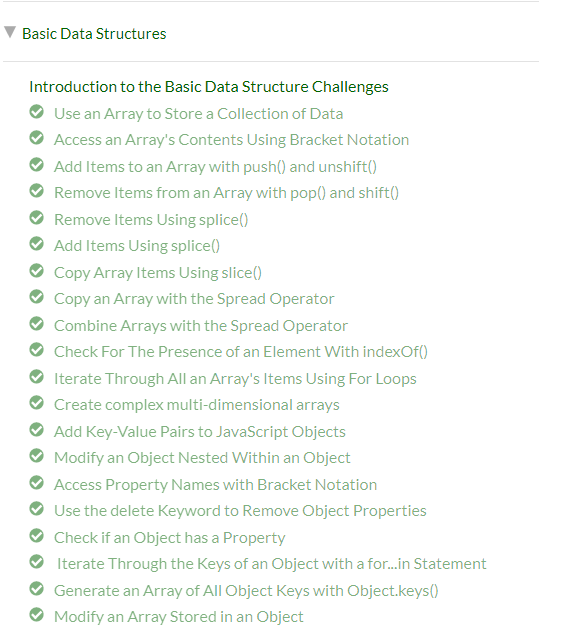 Basic Data Structures
Introduction to the Basic Data Structure Challenges
Use an Array to Store a Collection of Data
Access an Array's Contents Using Bracket Notation
Add Items to an Array with push() and unshift()
Remove Items from an Array with pop() and shift()
Remove Items Using splice()
Add Items Using splice()
Copy Array Items Using slice()
Copy an Array with the Spread Operator
Combine Arrays with the Spread Operator
Check For The Presence of an Element With indexOf()
Iterate Through All an Array's Items Using For Loops
Create complex multi-dimensional arrays
Add Key-Value Pairs to JavaScript Objects
Modify an Object Nested Within an Object
Access Property Names with Bracket Notation
Use the delete Keyword to Remove Object Properties
Check if an Object has a Property
Iterate Through the Keys of an Object with a for...in Statement
Generate an Array of All Object Keys with Object.keys()
Modify an Array Stored in an Object